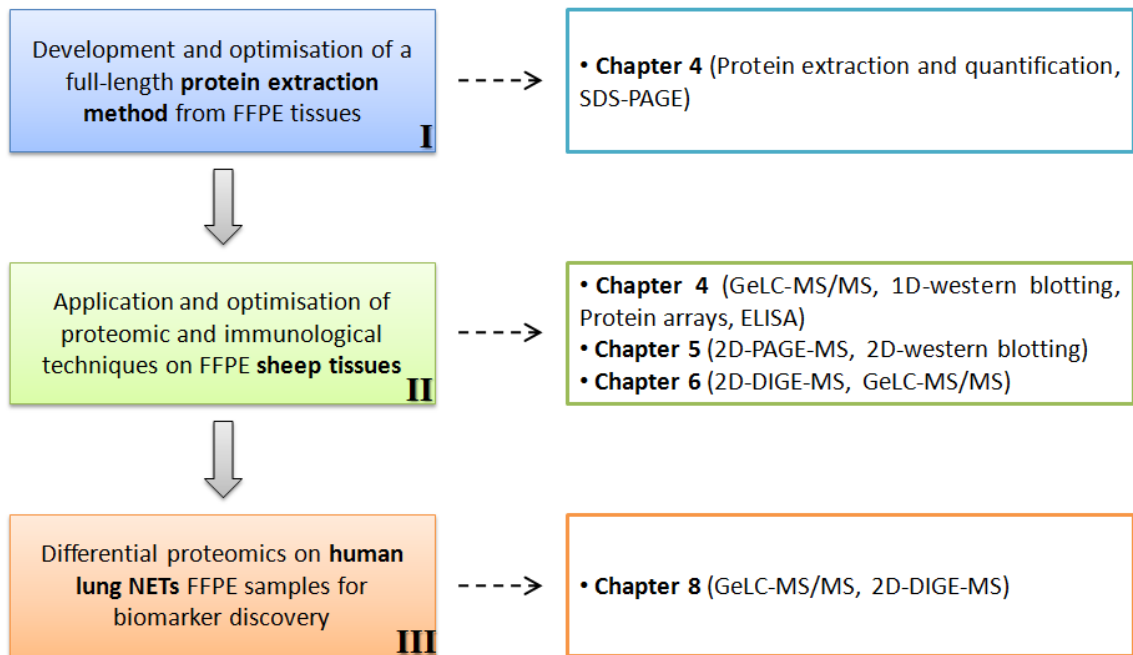 Development and optimisation of a
full-length protein extraction
method from FFPE tissues
I
• Chapter 4 (Protein extraction and quantification,
SDS-PAGE)
Application and optimisation of
proteomic and immunological
techniques on FFPE sheep tissues
II
• Chapter 4 (GeLC-MS/MS, 1D-western blotting,
Protein arrays, ELISA)
• Chapter 5 (2D-PAGE-MS, 2D-western blotting)
• Chapter 6 (2D-DIGE-MS, GeLC-MS/MS)
Differential proteomics on human
lung NETs FFPE samples for
biomarker discovery
III
• Chapter 8 (GeLC-MS/MS, 2D-DIGE-MS)